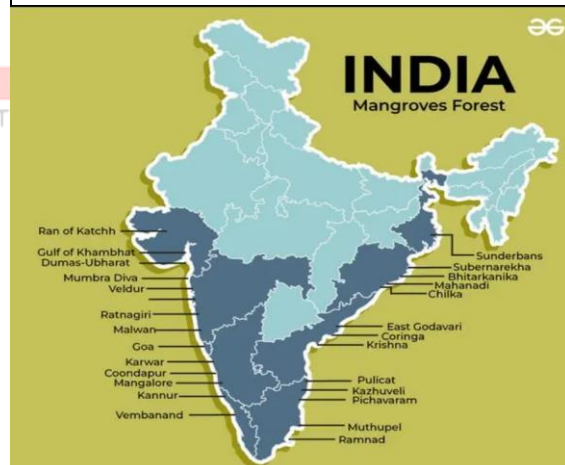 INDIA
Mangroves Forest
Ran of Katchh
Gulf of Khambhat
Dumas-Ubharat
Mumbra Diva
Veldur
Ratnagiri
Malwan
Goa
Karwar
Coondapur
Mangalore
Kannur
Vembanand
Sunderbans
Subernarekha
Bhitarkanika
Mahanadi
Chilka
East Godavari
Coringa
Krishna
Pulicat
Kazhuveli
Pichavaram
Muthupel
Ramnad